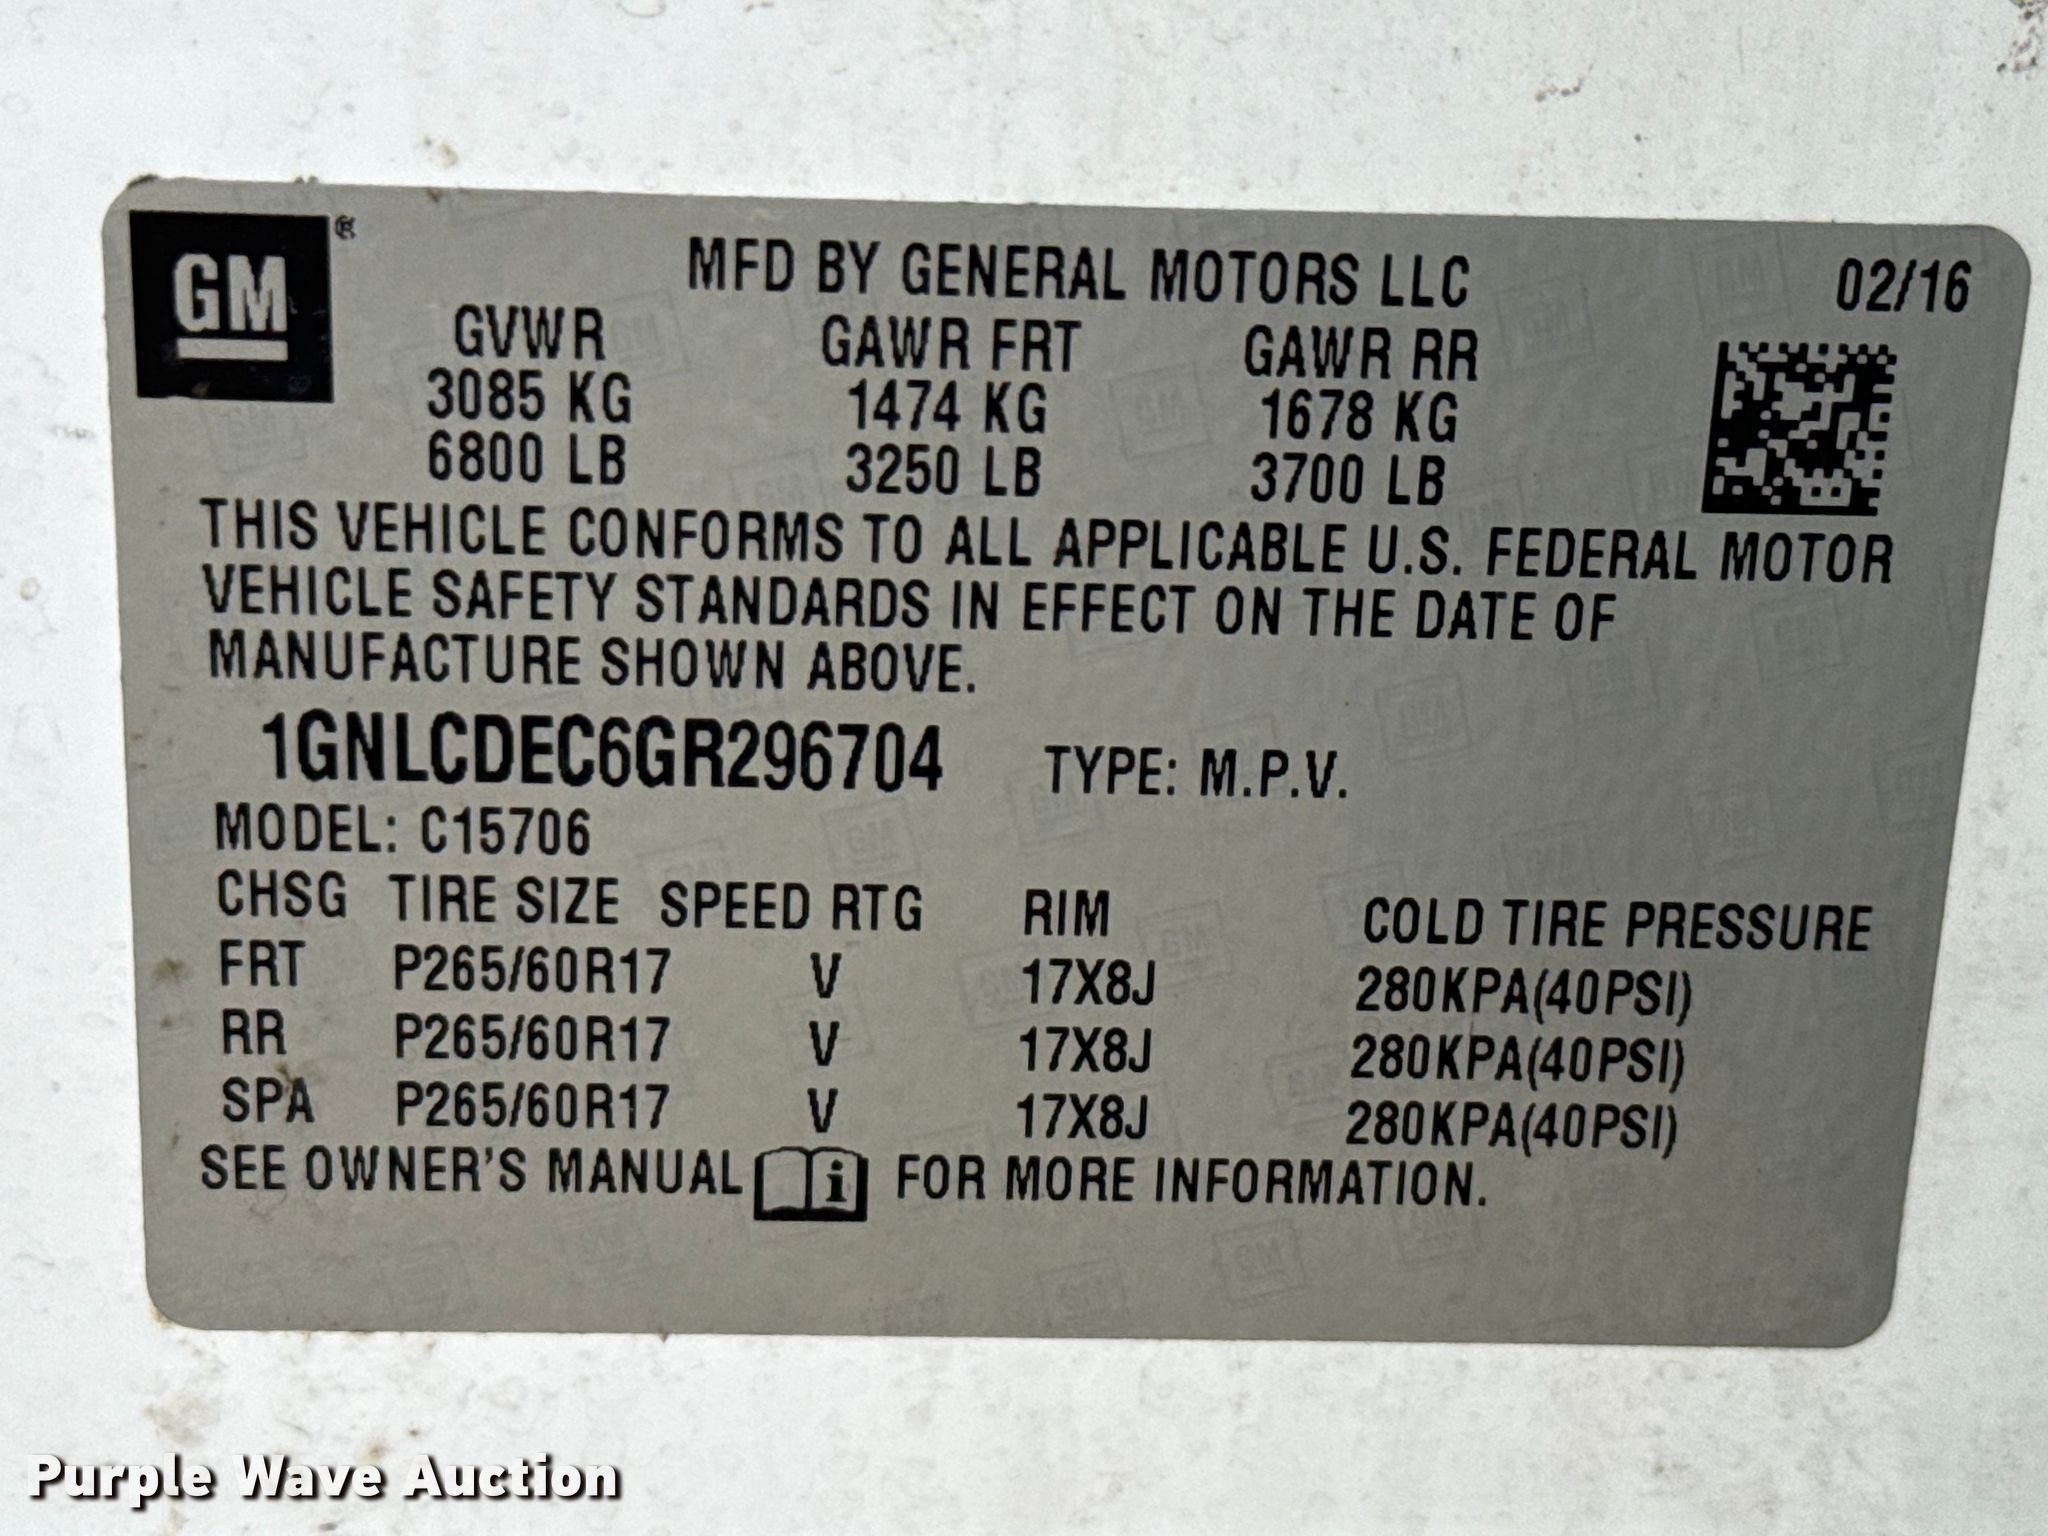 GM ®
MFD BY GENERAL MOTORS LLC 02/16
GVWR GAWR FRT GAWR RR
3085 KG 1474 KG 1678 KG
6800 LB 3250 LB 3700 LB
THIS VEHICLE CONFORMS TO ALL APPLICABLE U.S. FEDERAL MOTOR
VEHICLE SAFETY STANDARDS IN EFFECT ON THE DATE OF
MANUFACTURE SHOWN ABOVE.
1GNLCDEC6GR296704 TYPE: M.P.V.
MODEL: C15706
CHSG TIRE SIZE SPEED RTG RIM COLD TIRE PRESSURE
FRT P265/60R17 V 17X8J 280KPA(40PSI)
RR P265/60R17 V 17X8J 280KPA(40PSI)
SPA P265/60R17 V 17X8J 280KPA(40PSI)
SEE OWNER'S MANUAL i FOR MORE INFORMATION.
Purple Wave Auction